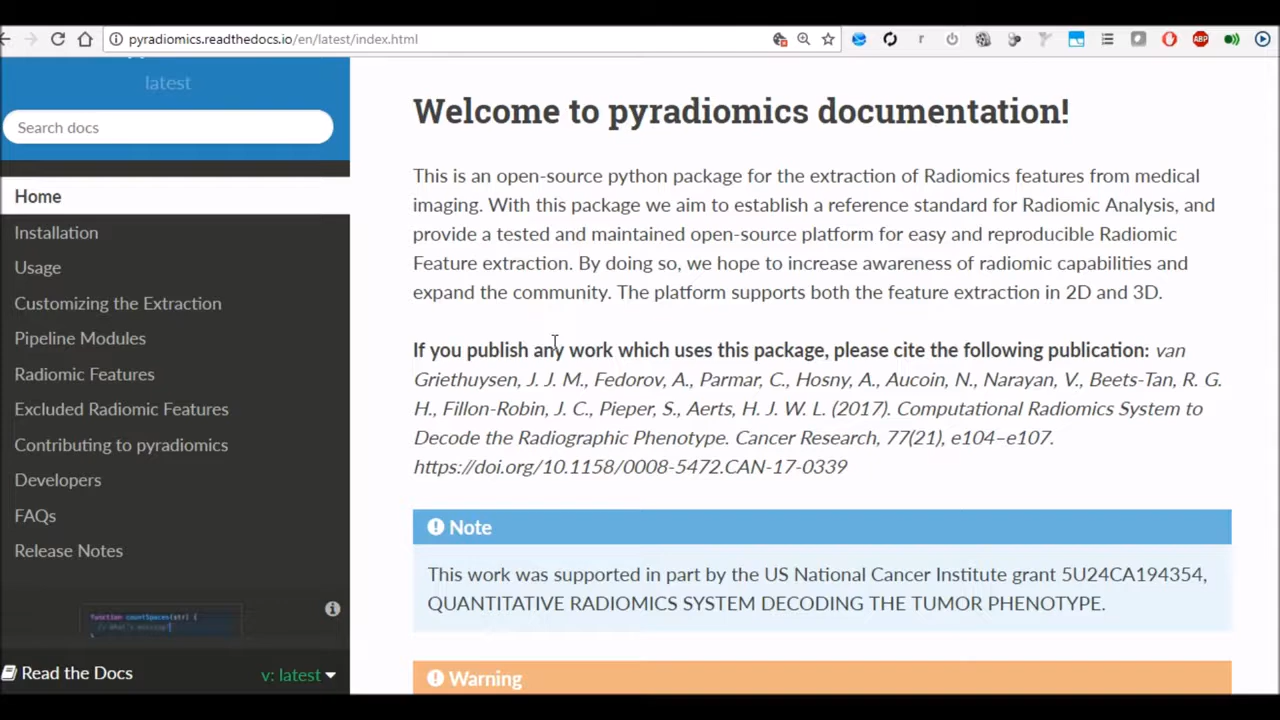 pyradiomics.readthedocs.io/en/latest/index.html
r
ABP
latest
Search docs
Home
Installation
Usage
Customizing the Extraction
Pipeline Modules
Radiomic Features
Excluded Radiomic Features
Contributing to pyradiomics
Developers
FAQs
Release Notes
function countSpaces(str) {
// What's missing?
}
Read the Docs
v: latest
Welcome to pyradiomics documentation!
This is an open-source python package for the extraction of Radiomics features from medical
imaging. With this package we aim to establish a reference standard for Radiomic Analysis, and
provide a tested and maintained open-source platform for easy and reproducible Radiomic
Feature extraction. By doing so, we hope to increase awareness of radiomic capabilities and
expand the community. The platform supports both the feature extraction in 2D and 3D.
If you publish any work which uses this package, please cite the following publication: van
Griethuysen, J. J. M., Fedorov, A., Parmar, C., Hosny, A., Aucoin, N., Narayan, V., Beets-Tan, R. G.
H., Fillon-Robin, J. C., Pieper, S., Aerts, H. J. W. L. (2017). Computational Radiomics System to
Decode the Radiographic Phenotype. Cancer Research, 77(21), e104–e107.
https://doi.org/10.1158/0008-5472.CAN-17-0339
Note
This work was supported in part by the US National Cancer Institute grant 5U24CA194354,
QUANTITATIVE RADIOMICS SYSTEM DECODING THE TUMOR PHENOTYPE.
Warning